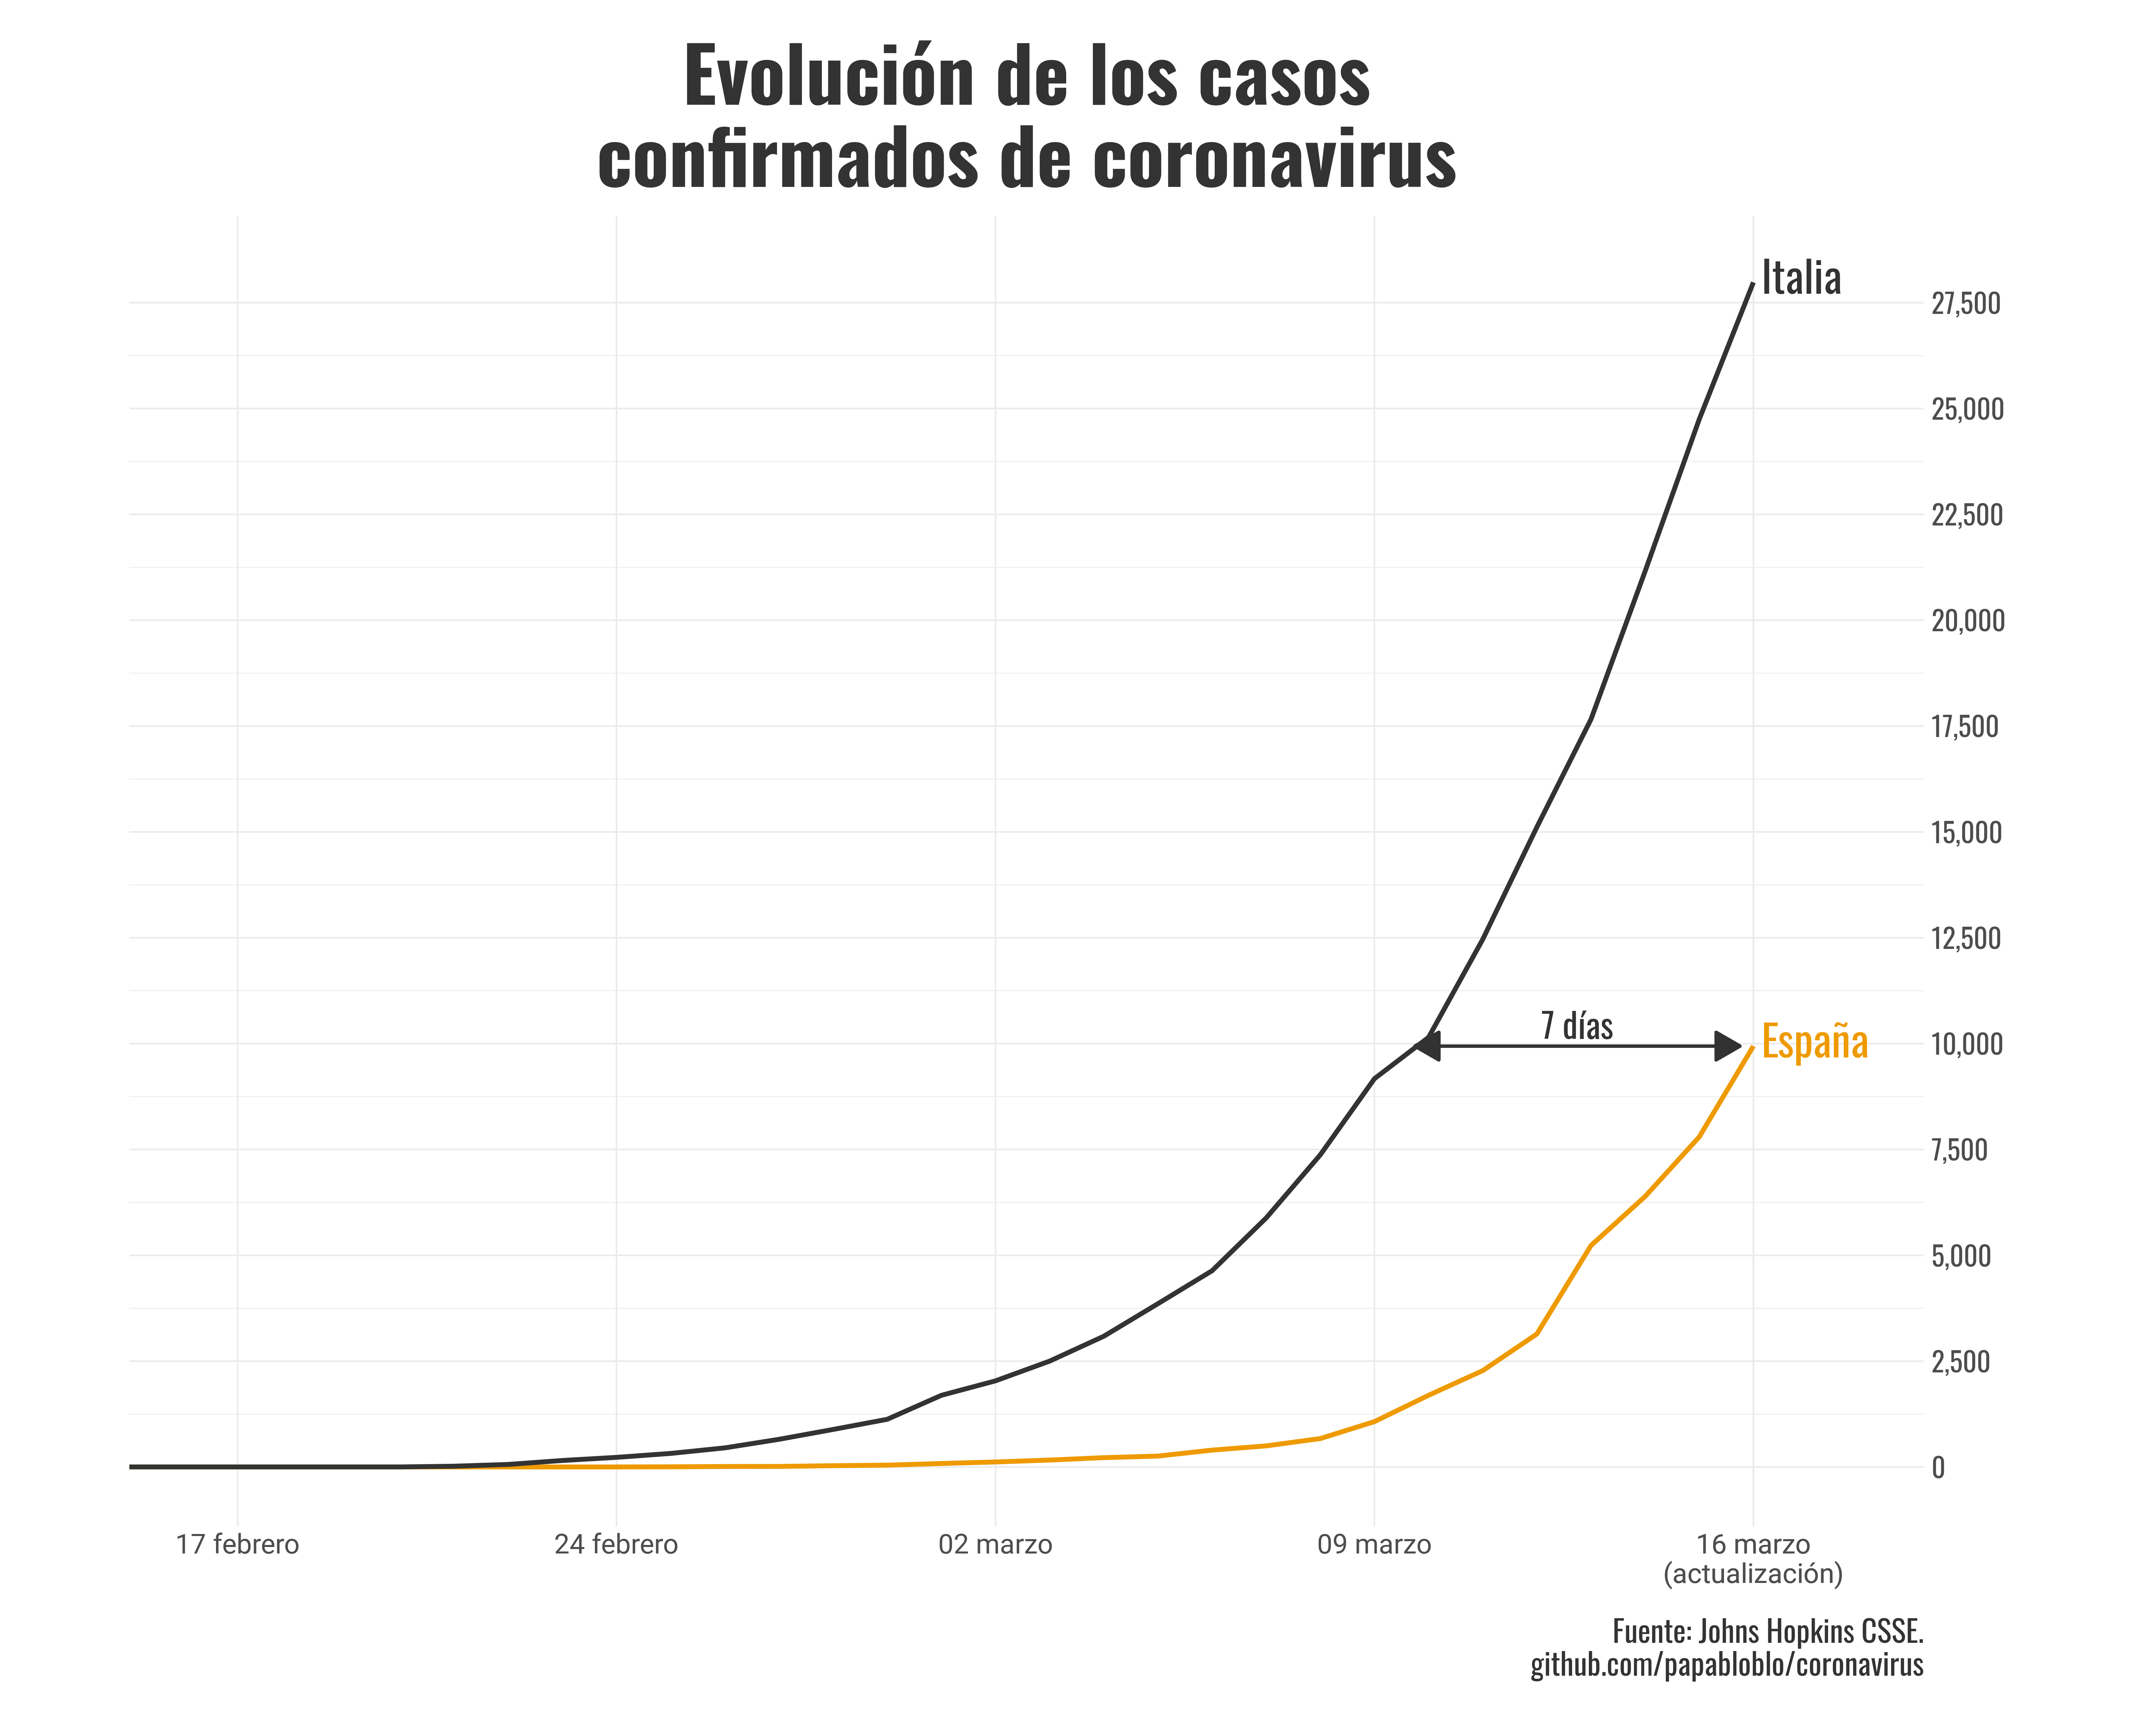 Evolución de los casos
confirmados de coronavirus
Italia
27,500
25,000
22,500
20,000
17,500
15,000
12,500
7 días
España
10,000
7,500
5,000
2,500
0
17 febrero
24 febrero
02 marzo
09 marzo
16 marzo
(actualización)
Fuente: Johns Hopkins CSSE.
github.com/papabloblo/coronavirus